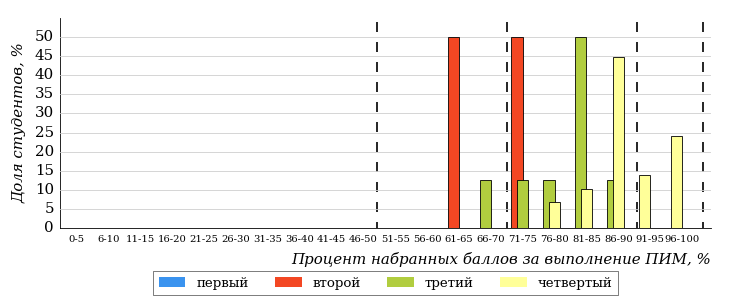 Доля студентов, %
50
45
40
35
30
25
20
15
10
5
0
0-5 6-10 11-15 16-20 21-25 26-30 31-35 36-40 41-45 46-50 51-55 56-60 61-65 66-70 71-75 76-80 81-85 86-90 91-95 96-100
Процент набранных баллов за выполнение ПИМ, %
первый второй третий четвертый